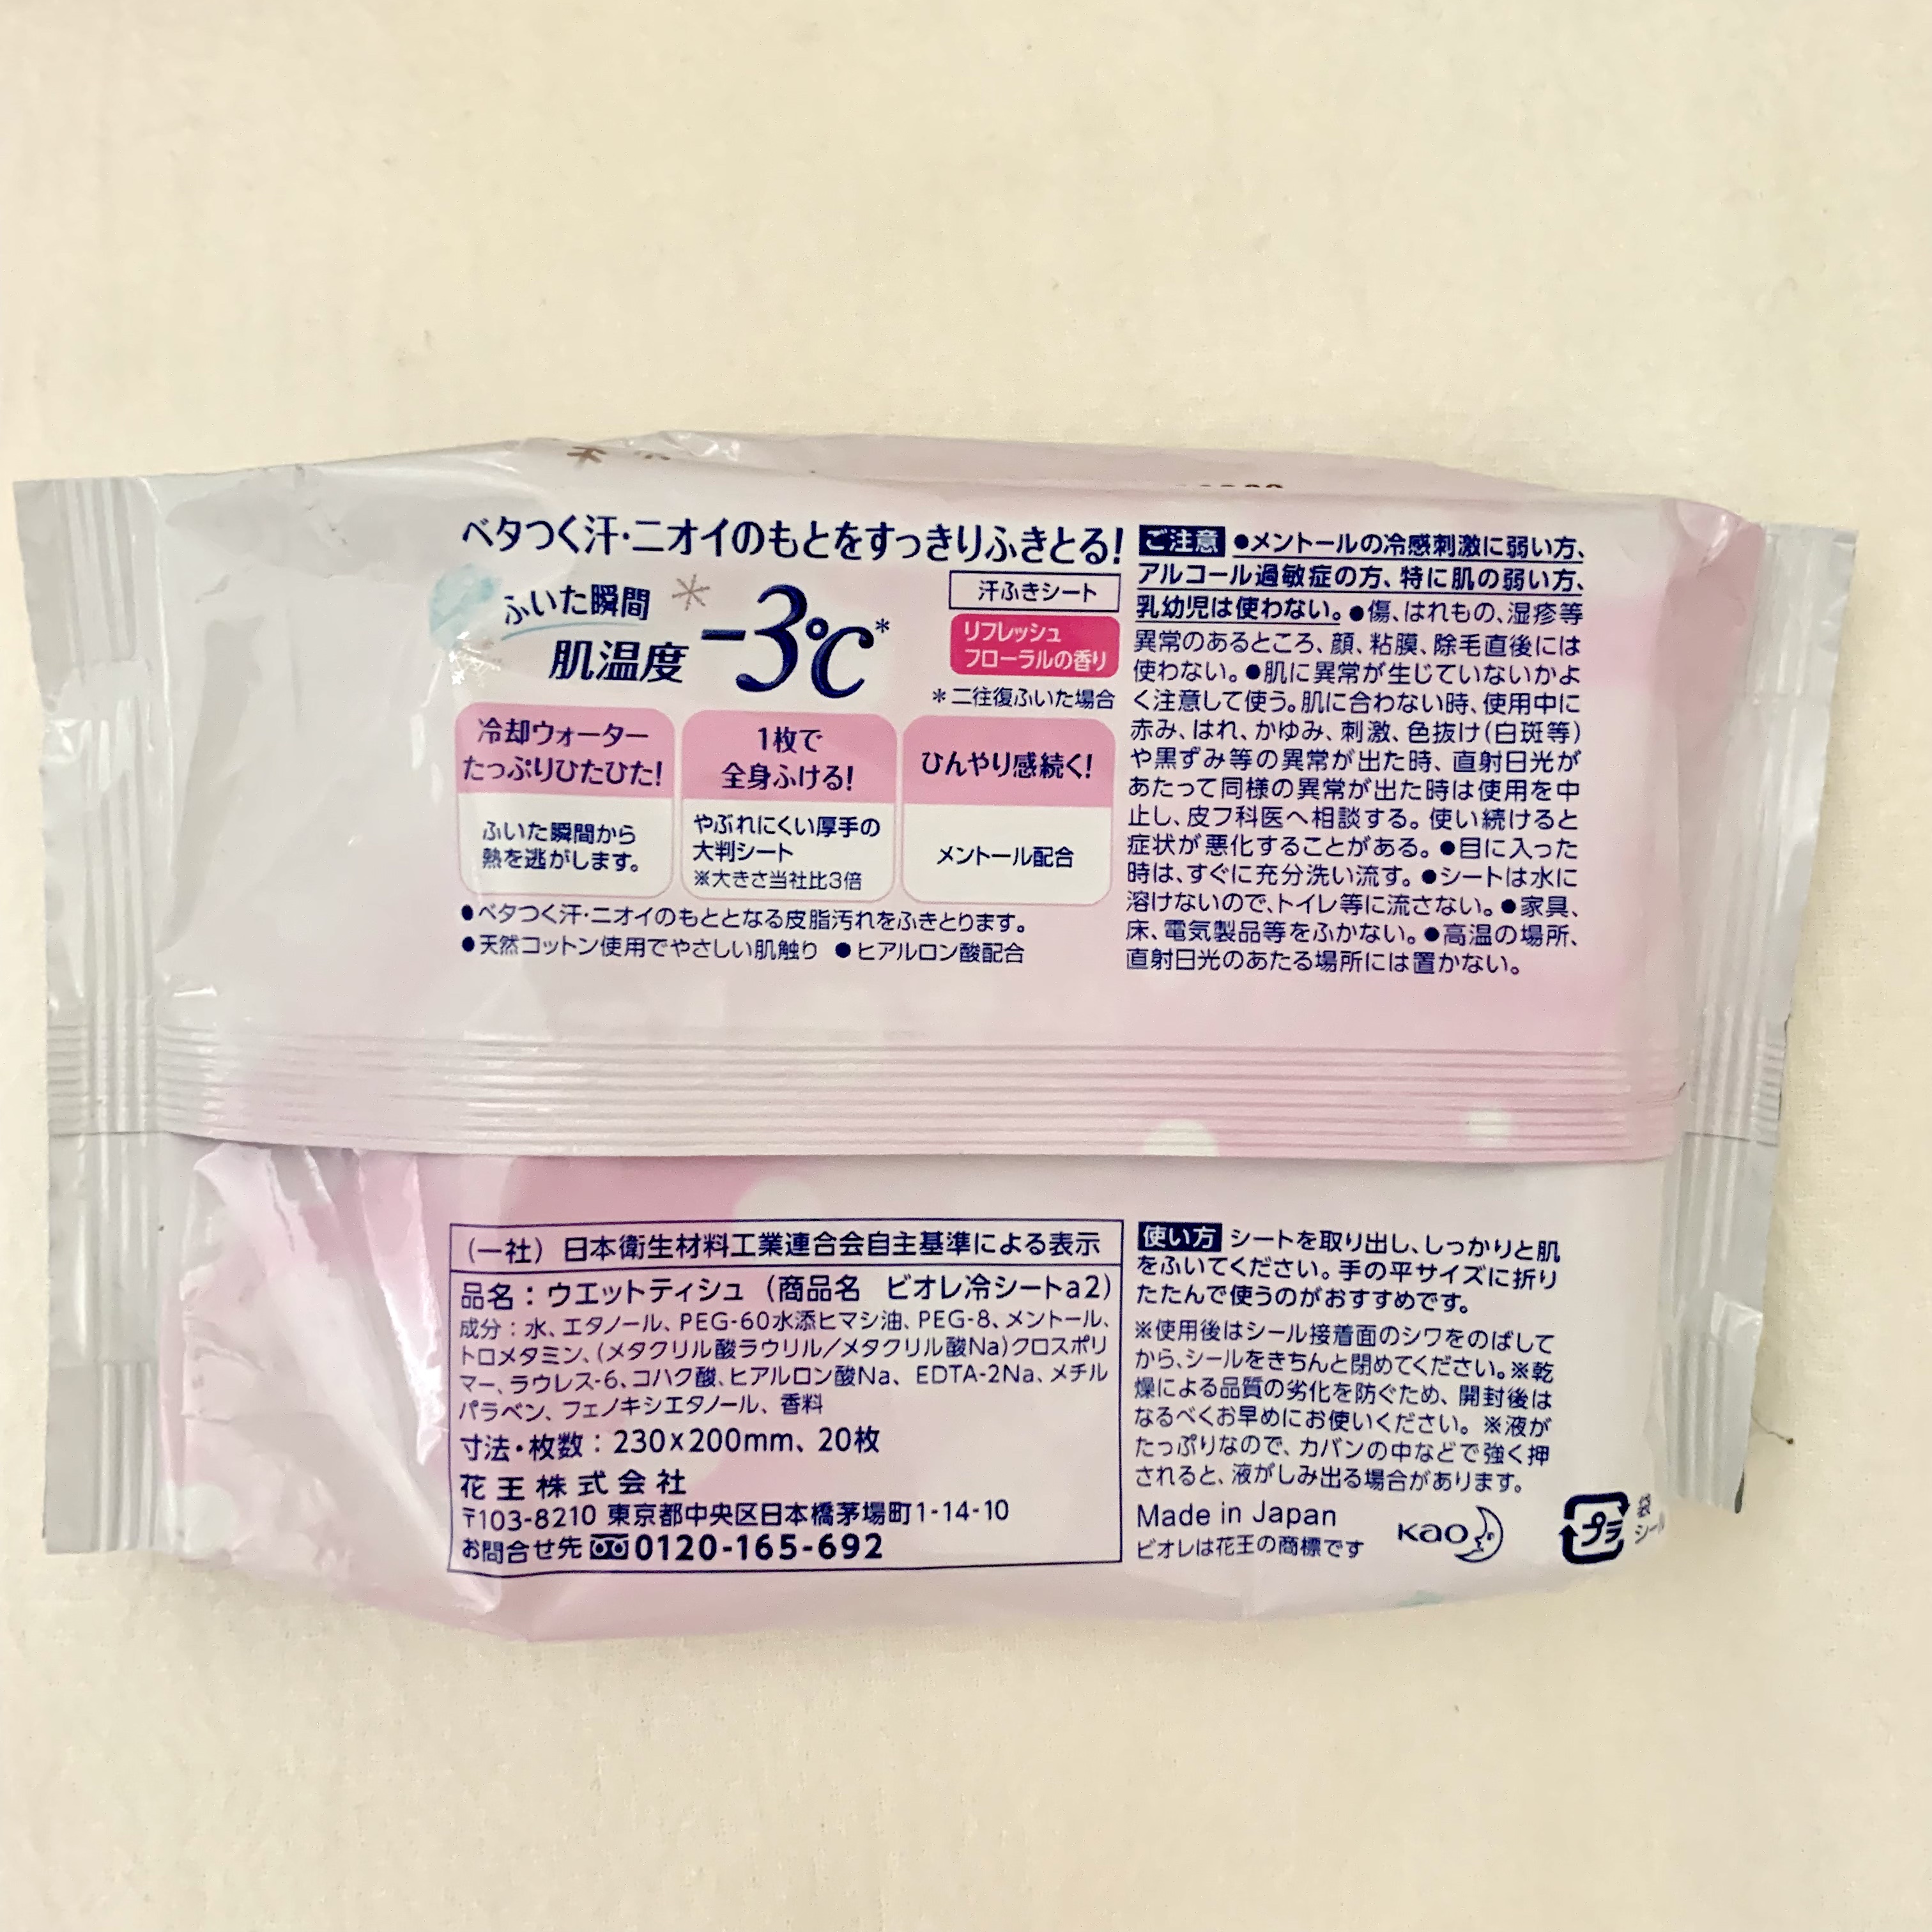 ベタつく汗・ニオイのもとをすっきりふきとる!
ふいた瞬間
肌温度 -3℃*
汗ふきシート
リフレッシュ
フローラルの香り
*二往復ふいた場合
冷却ウォーター
たっぷりひたひた!
ふいた瞬間から
熱を逃がします。
1枚で
全身ふける!
やぶれにくい厚手の
大判シート
※大きさ当社比3倍
ひんやり感続く!
メントール配合
●ベタつく汗・ニオイのもととなる皮脂汚れをふきとります。
●天然コットン使用でやさしい肌触り ●ヒアルロン酸配合
ご注意 ●メントールの冷感刺激に弱い方、
アルコール過敏症の方、特に肌の弱い方、
乳幼児は使わない。●傷、はれもの、湿疹等
異常のあるところ、顔、粘膜、除毛直後には
使わない。●肌に異常が生じていないかよ
く注意して使う。肌に合わない時、使用中に
赤み、はれ、かゆみ、刺激、色抜け(白斑等)
や黒ずみ等の異常が出た時、直射日光が
あたって同様の異常が出た時は使用を中
止し、皮フ科医へ相談する。使い続けると
症状が悪化することがある。●目に入った
時は、すぐに充分洗い流す。●シートは水に
溶けないので、トイレ等に流さない。●家具、
床、電気製品等をふかない。●高温の場所、
直射日光のあたる場所には置かない。
(一社)日本衛生材料工業連合会自主基準による表示
品名：ウエットティシュ(商品名 ビオレ冷シートa2)
成分：水、エタノール、PEG-60水添ヒマシ油、PEG-8、メントール、
トロメタミン、(メタクリル酸ラウリル/メタクリル酸Na)クロスポリ
マー、ラウレス-6、コハク酸、ヒアルロン酸Na、EDTA-2Na、メチル
パラベン、フェノキシエタノール、香料
寸法・枚数：230×200mm、20枚
花王株式会社
〒103-8210 東京都中央区日本橋茅場町1-14-10
お問合せ先 0120-165-692
使い方 シートを取り出し、しっかりと肌
をふいてください。手の平サイズに折り
たたんで使うのがおすすめです。
※使用後はシール接着面のシワをのばして
から、シールをきちんと閉めてください。※乾
燥による品質の劣化を防ぐため、開封後は
なるべくお早めにお使いください。※液が
たっぷりなので、カバンの中などで強く押
されると、液がしみ出る場合があります。
Made in Japan
ビオレは花王の商標です
Kao
プラ
袋
シール